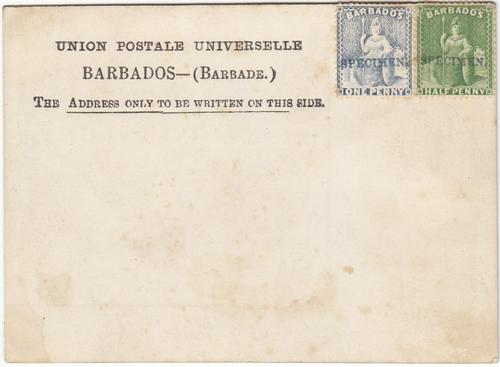 UNION POSTALE UNIVERSELLE
BARBADOS—(BARBADE.)
THE ADDRESS ONLY TO BE WRITTEN ON THIS SIDE.
BARBADOS
SPECIMEN.
ONE PENNY
BARBADOS
SPECIMEN.
HALF PENNY